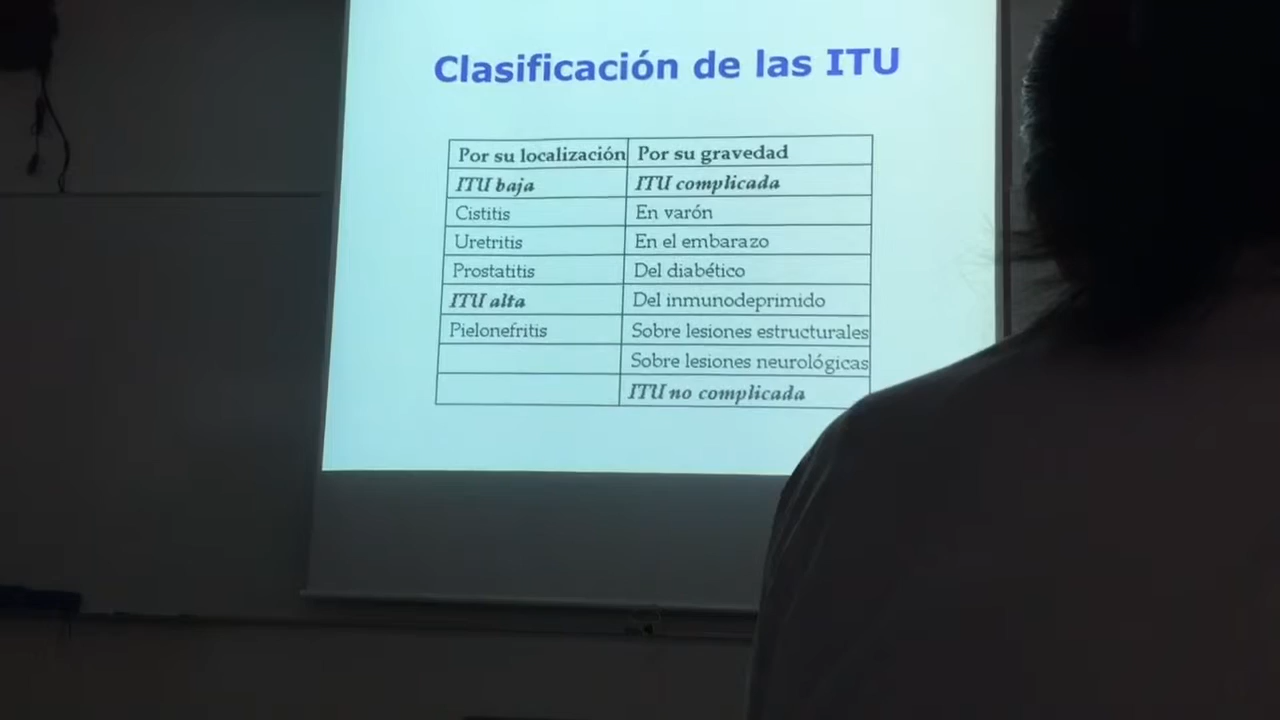 Clasificación de las ITU
Por su localización Por su gravedad
ITU baja ITU complicada
Cistitis En varón
Uretritis En el embarazo
Prostatitis Del diabético
ITU alta Del inmunodeprimido
Pielonefritis Sobre lesiones estructurales
Sobre lesiones neurológicas
ITU no complicada